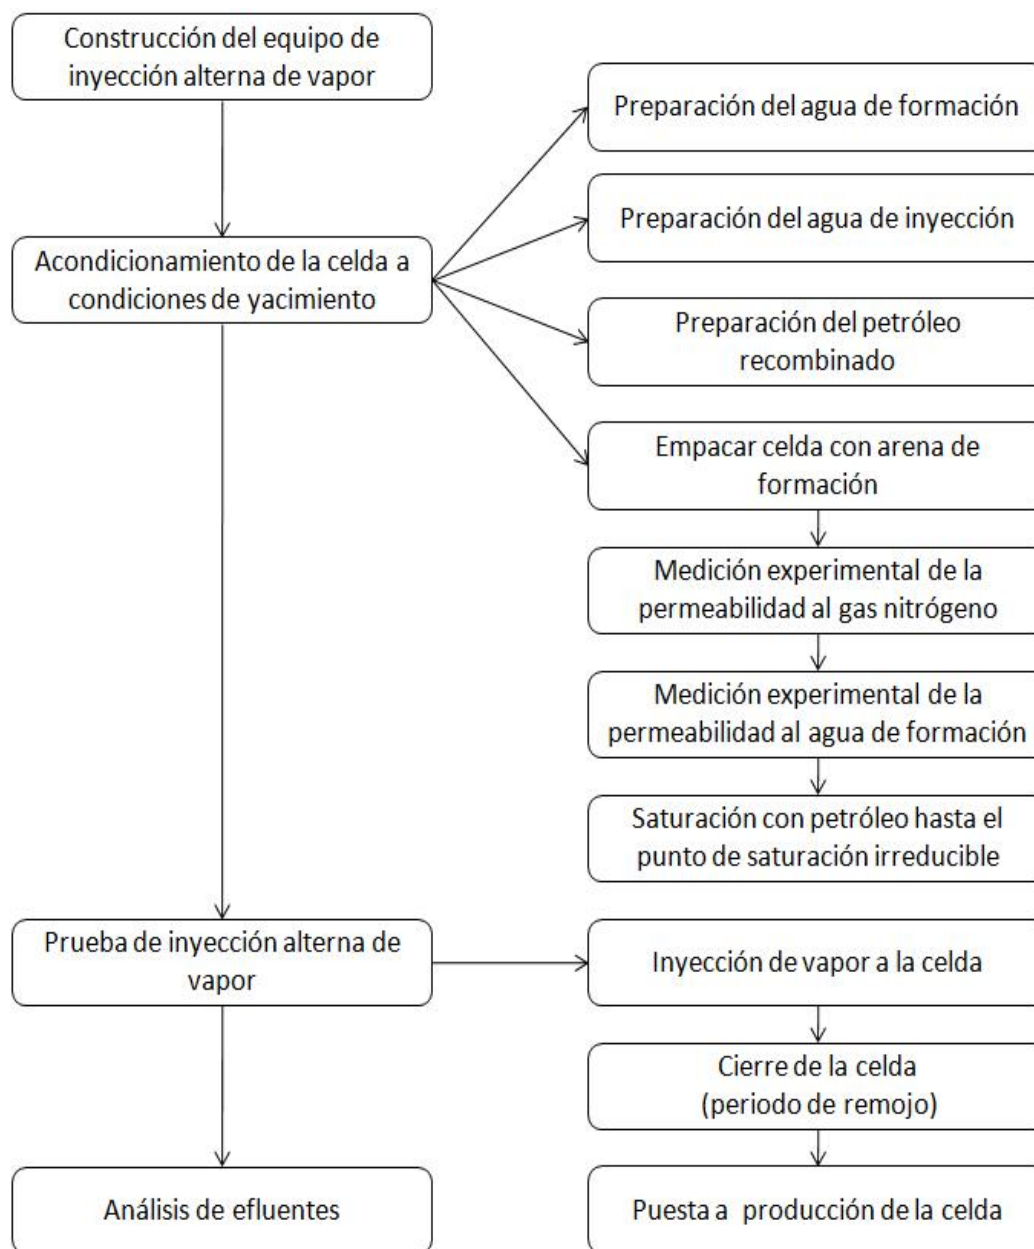 Construcción del equipo de
inyección alterna de vapor
Preparación del agua de formación
Preparación del agua de inyección
Acondicionamiento de la celda a
condiciones de yacimiento
Preparación del petróleo
recombinado
Empacar celda con arena de
formación
Medición experimental de la
permeabilidad al gas nitrógeno
Medición experimental de la
permeabilidad al agua de formación
Saturación con petróleo hasta el
punto de saturación irreducible
Prueba de inyección alterna de
vapor
Inyección de vapor a la celda
Cierre de la celda
(periodo de remojo)
Análisis de efluentes
Puesta a producción de la celda